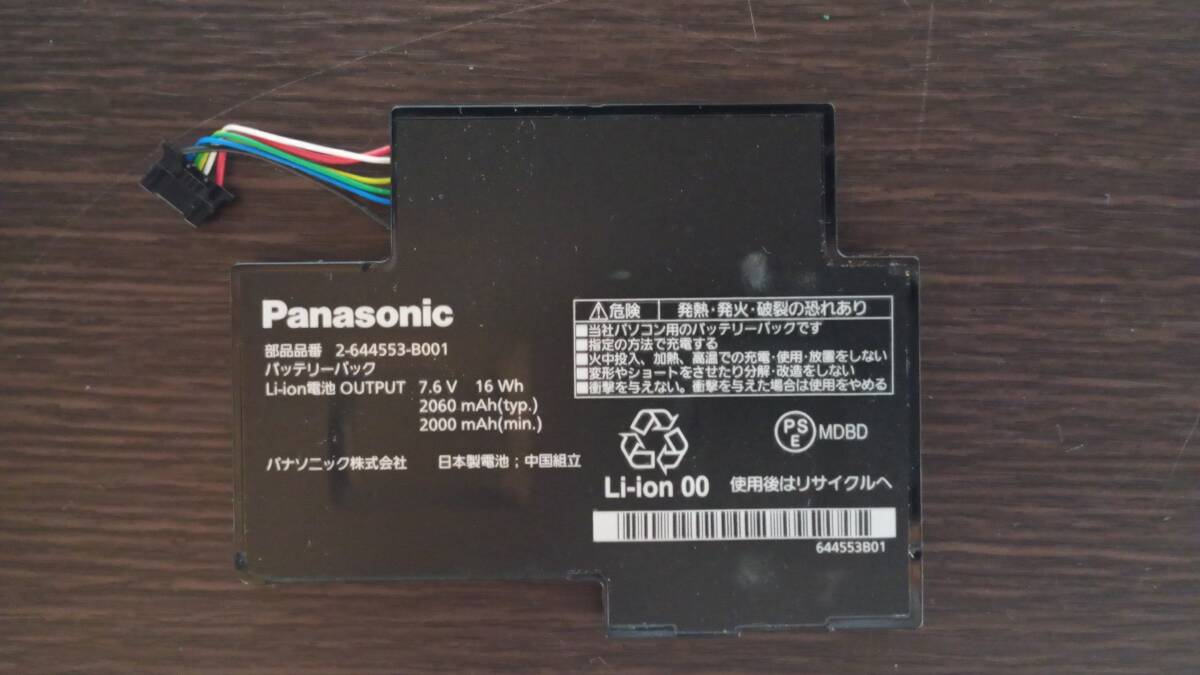 Panasonic
部品品番 2-644553-B001
バッテリーパック
Li-ion電池 OUTPUT 7.6 V 16 Wh
2060 mAh(typ.)
2000 mAh(min.)
パナソニック株式会社 日本製電池;中国組立
⚠危険 発熱・発火・破裂の恐れあり
■当社パソコン用のバッテリーパックです
■指定の方法で充電する
■火中投入、加熱、高温での充電・使用・放置をしない
■変形やショートをさせたり分解・改造をしない
■衝撃を与えない。衝撃を与えた場合は使用をやめる
PS
E
MDBD
Li-ion 00 使用後はリサイクルへ
644553B01